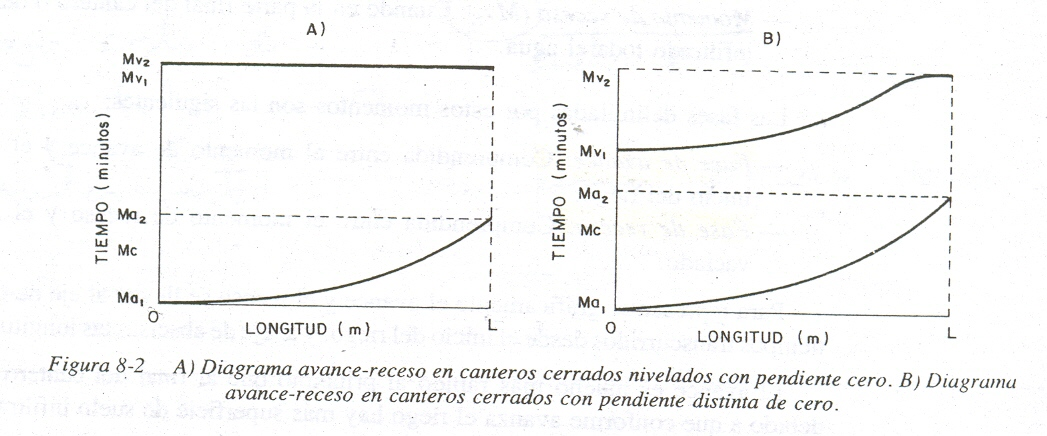 A)
Mv2
Mv1
TIEMPO (minutos)
Ma2
Mc
Ma1
O
LONGITUD (m)
L
B)
Mv2
Mv1
TIEMPO (minutos)
Ma2
Mc
Ma1
O
LONGITUD (m)
L
Figura 8-2 A) Diagrama avance-receso en canteros cerrados nivelados con pendiente cero. B) Diagrama
avance-receso en canteros cerrados con pendiente distinta de cero.